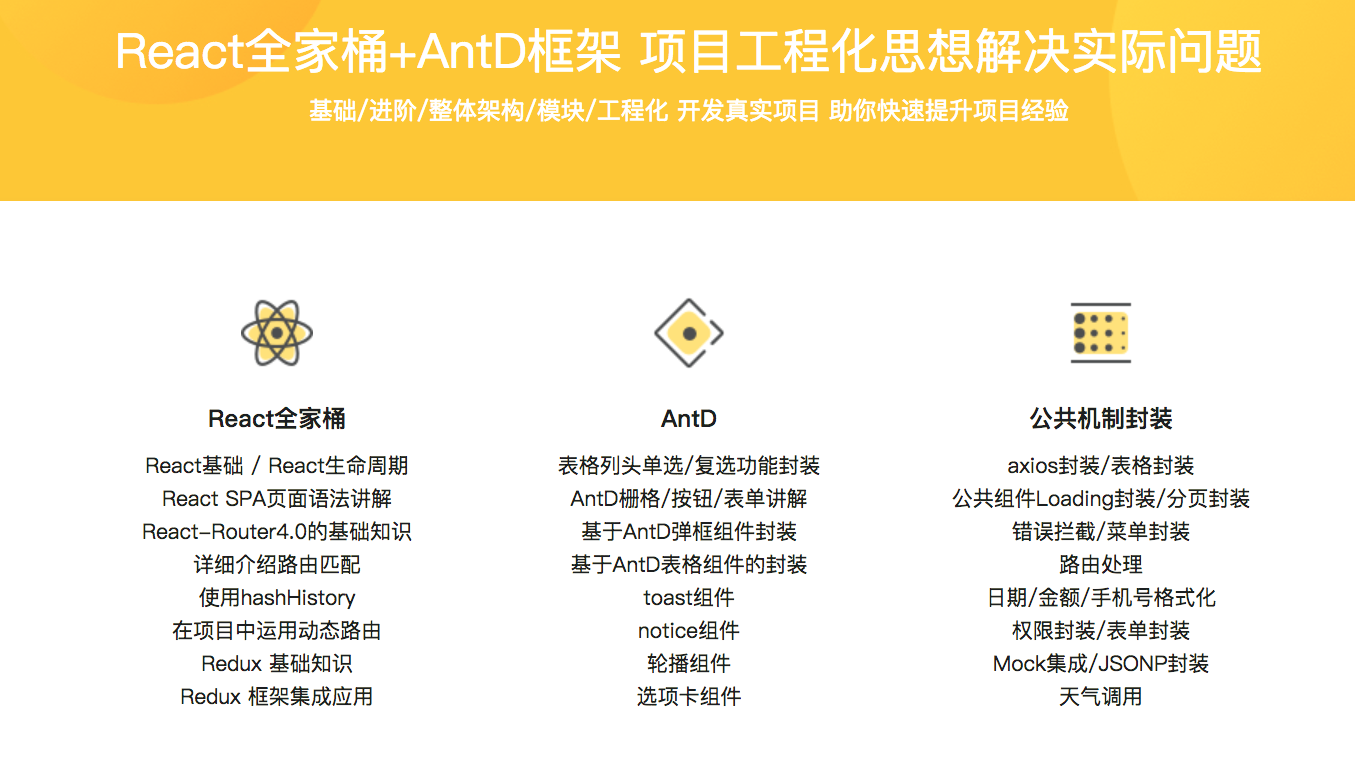 React全家桶+AntD框架 项目工程化思想解决实际问题
基础/进阶/整体架构/模块/工程化 开发真实项目 助你快速提升项目经验
React全家桶
React基础 / React生命周期
React SPA页面语法讲解
React-Router4.0的基础知识
详细介绍路由匹配
使用hashHistory
在项目中运用动态路由
Redux 基础知识
Redux 框架集成应用
AntD
表格列头单选/复选功能封装
AntD栅格/按钮/表单讲解
基于AntD弹框组件封装
基于AntD表格组件的封装
toast组件
notice组件
轮播组件
选项卡组件
公共机制封装
axios封装/表格封装
公共组件Loading封装/分页封装
错误拦截/菜单封装
路由处理
日期/金额/手机号格式化
权限封装/表单封装
Mock集成/JSONP封装
天气调用